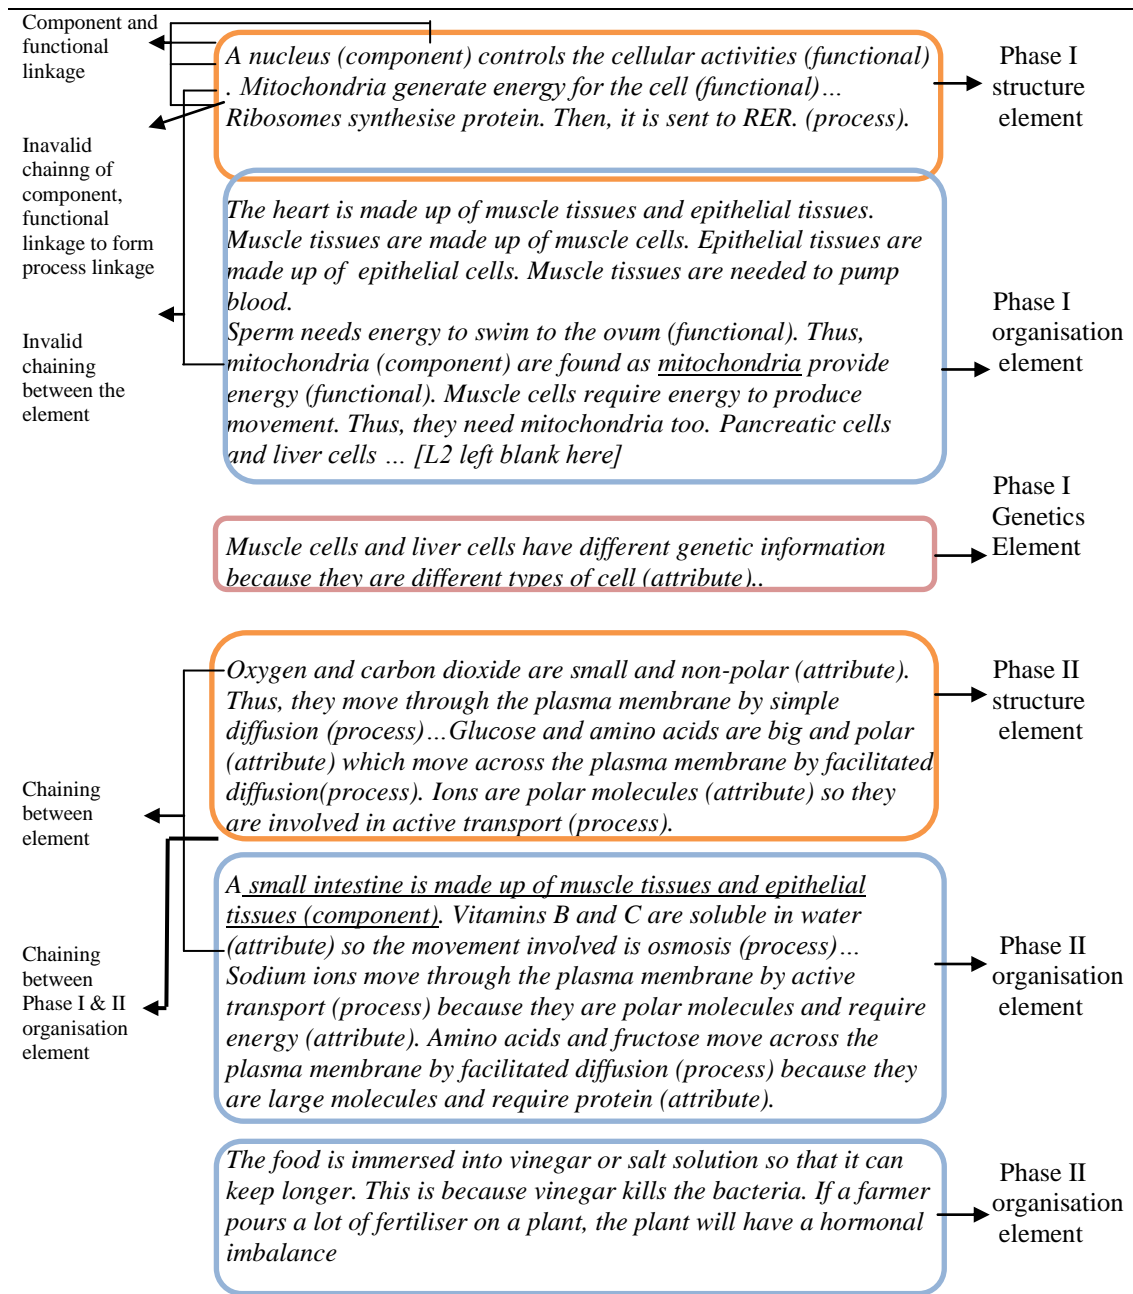 Component and
functional
linkage
A nucleus (component) controls the cellular activities (functional)
. Mitochondria generate energy for the cell (functional)…
Ribosomes synthesise protein. Then, it is sent to RER. (process).
Phase I
structure
element
Inavalid
chainng of
component,
functional
linkage to form
process linkage
Invalid
chaining
between the
element
The heart is made up of muscle tissues and epithelial tissues.
Muscle tissues are made up of muscle cells. Epithelial tissues are
made up of epithelial cells. Muscle tissues are needed to pump
blood.
Sperm needs energy to swim to the ovum (functional). Thus,
mitochondria (component) are found as mitochondria provide
energy (functional). Muscle cells require energy to produce
movement. Thus, they need mitochondria too. Pancreatic cells
and liver cells … [L2 left blank here]
Phase I
organisation
element
Muscle cells and liver cells have different genetic information
because they are different types of cell (attribute)..
Phase I
Genetics
Element
Oxygen and carbon dioxide are small and non-polar (attribute).
Thus, they move through the plasma membrane by simple
diffusion (process)…Glucose and amino acids are big and polar
(attribute) which move across the plasma membrane by facilitated
diffusion(process). Ions are polar molecules (attribute) so they
are involved in active transport (process).
Phase II
structure
element
Chaining
between
element
Chaining
between
Phase I & II
organisation
element
A small intestine is made up of muscle tissues and epithelial
tissues (component). Vitamins B and C are soluble in water
(attribute) so the movement involved is osmosis (process)…
Sodium ions move through the plasma membrane by active
transport (process) because they are polar molecules and require
energy (attribute). Amino acids and fructose move across the
plasma membrane by facilitated diffusion (process) because they
are large molecules and require protein (attribute).
Phase II
organisation
element
The food is immersed into vinegar or salt solution so that it can
keep longer. This is because vinegar kills the bacteria. If a farmer
pours a lot of fertiliser on a plant, the plant will have a hormonal
imbalance
Phase II
organisation
element